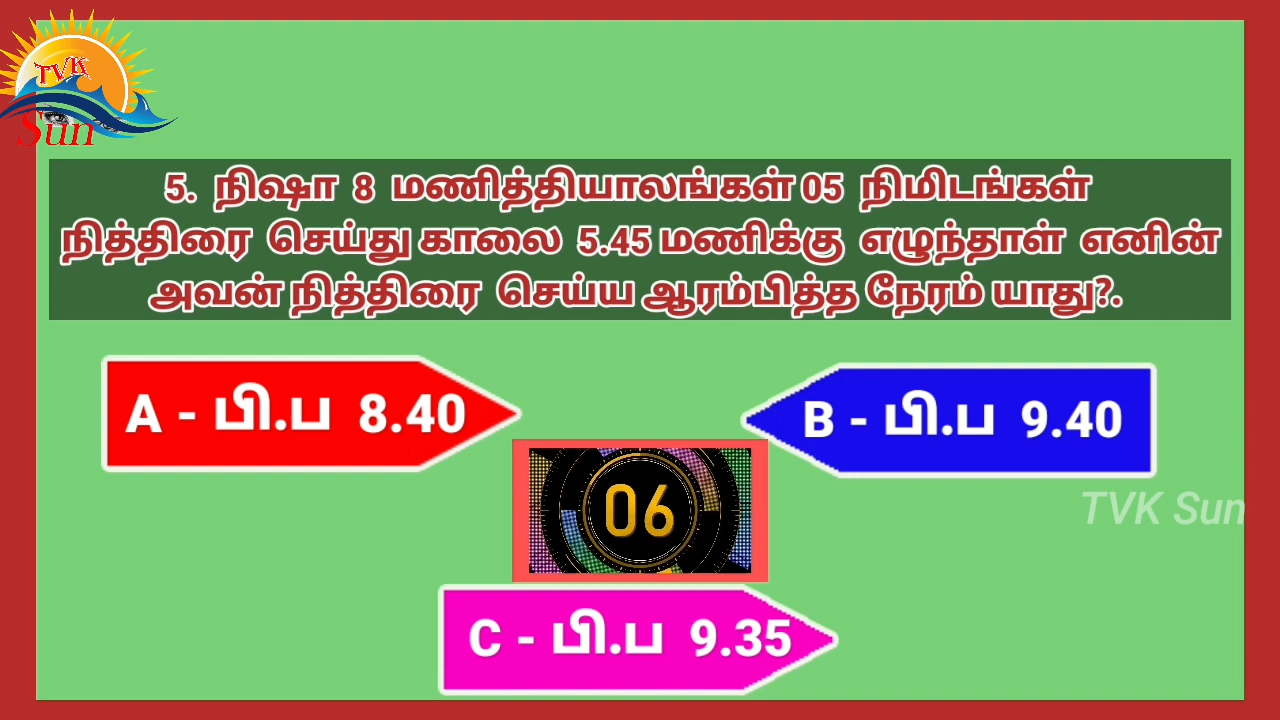 TVK
Sun
5. நிஷா 8 மணித்தியாலங்கள் 05 நிமிடங்கள்
நித்திரை செய்து காலை 5.45 மணிக்கு எழுந்தாள் எனின்
அவன் நித்திரை செய்ய ஆரம்பித்த நேரம் யாது?.
A - பி.ப 8.40
B - பி.ப 9.40
06
TVK Sun
C - பி.ப 9.35